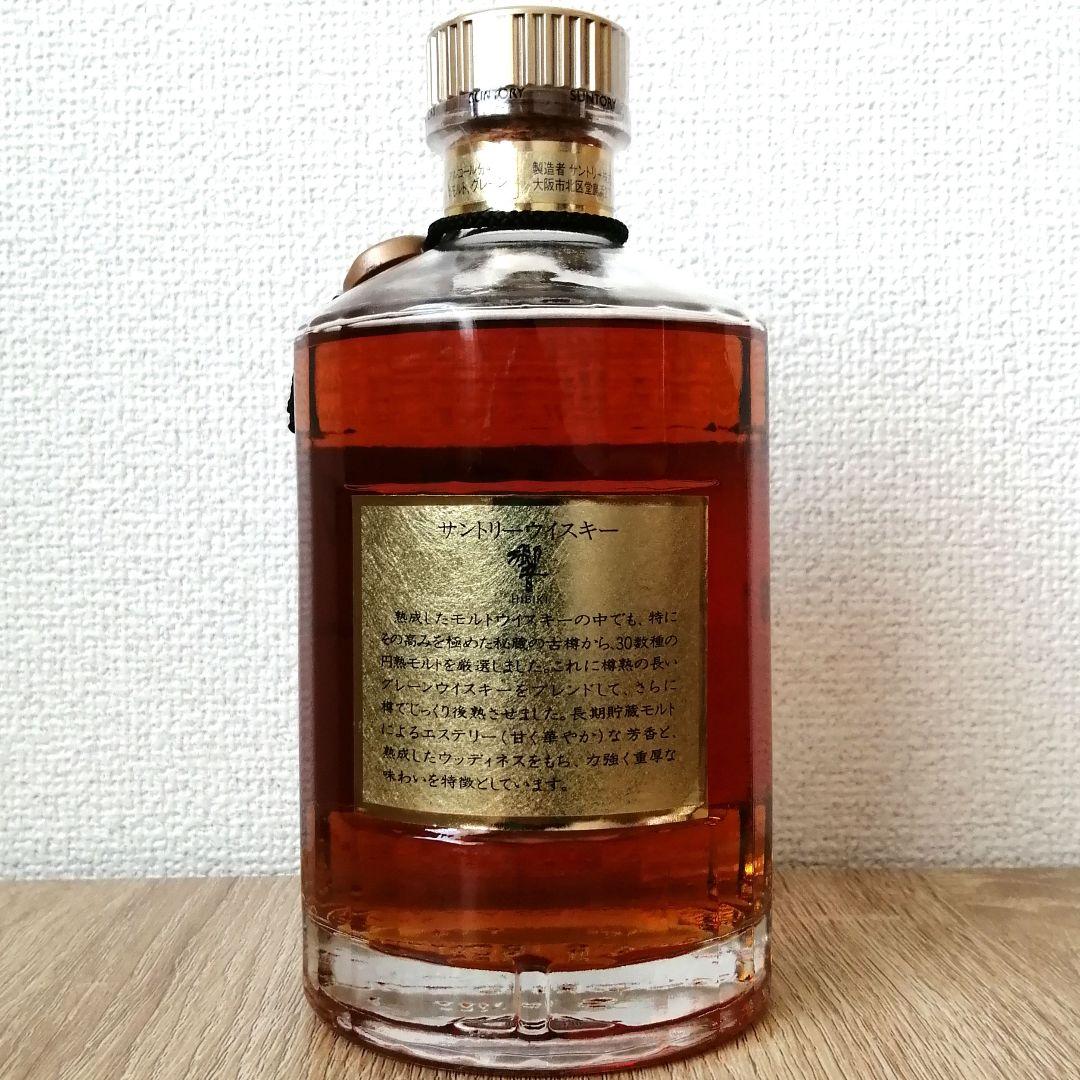 SUNTORY SUNTORY
製造者 サントリー
モルト、グレーン 大阪市北区堂島
サントリーウイスキー
響
HIBIKI
熟成したモルトウイスキーの中でも、特に
その高みを極めた秘蔵の古樽から、30数種の
円熟モルトを厳選しました。これに樽熟の長い
グレーンウイスキーをブレンドして、さらに
樽でじっくり後熟させました。長期貯蔵モルト
によるエステリー(甘く華やか)な芳香と、
熟成したウッディネスをもち、力強く重厚な
味わいを特徴としています。